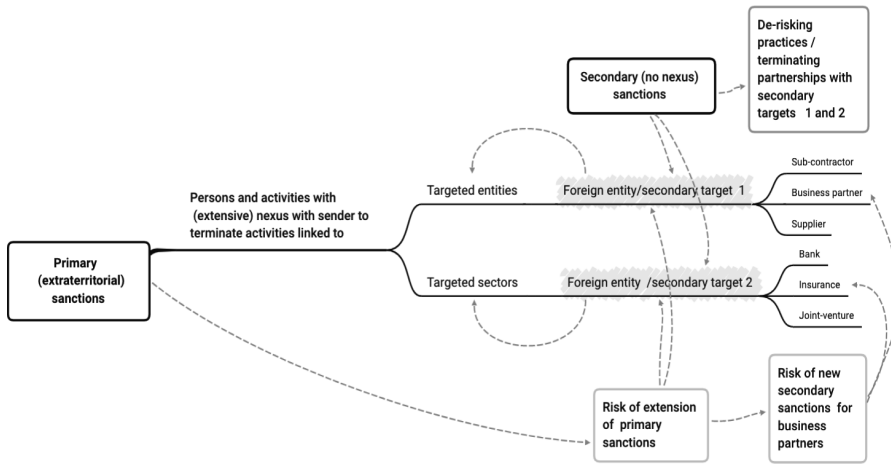 De-risking
practices /
terminating
partnerships with
secondary
targets 1 and 2
Secondary (no nexus)
sanctions
Sub-contractor
Targeted entities
Foreign entity/secondary target 1
Business partner
Persons and activities with
(extensive) nexus with sender to
terminate activities linked to
Supplier
Primary
(extraterritorial)
sanctions
Bank
Targeted sectors
Foreign entity /secondary target 2
Insurance
Joint-venture
Risk of extension
of primary
sanctions
Risk of new
secondary
sanctions for
business
partners